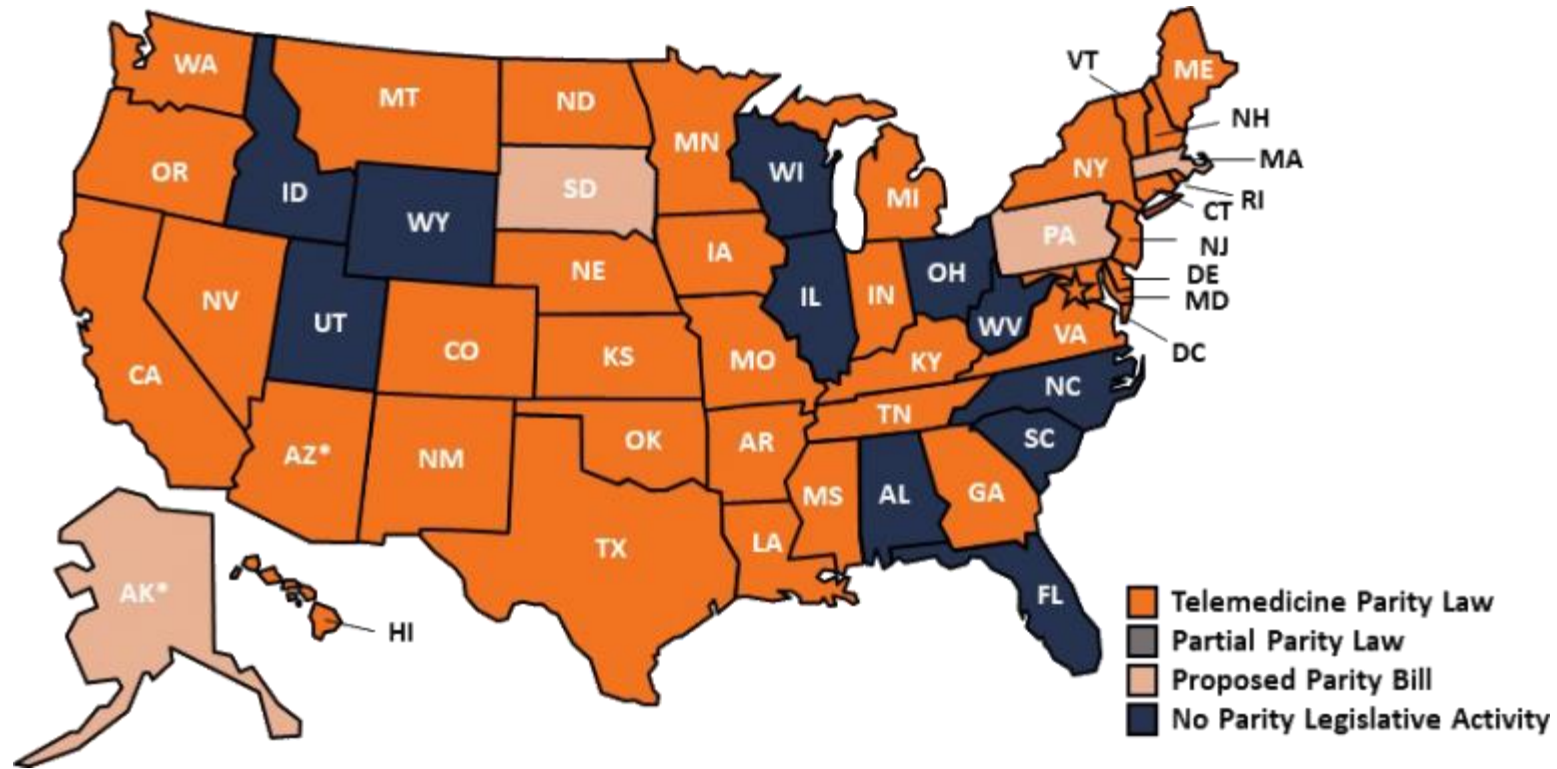 WA
MT
ND
MN
VT
ME
NH
OR
ID
WY
SD
WI
MI
NY
MA
RI
CT
PA
NJ
NV
UT
NE
IA
IL
IN
OH
DE
MD
WV
VA
DC
CA
CO
KS
MO
KY
NC
TN
AZ*
NM
OK
AR
SC
MS
AL
GA
TX
LA
AK*
HI
FL
Telemedicine Parity Law
Partial Parity Law
Proposed Parity Bill
No Parity Legislative Activity